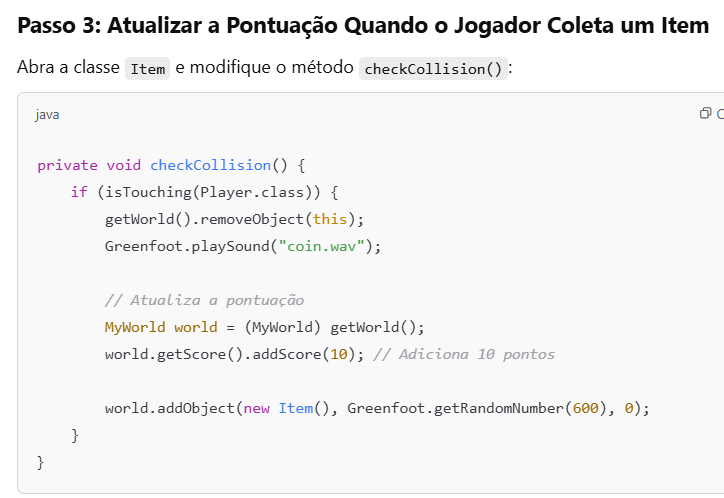 Passo 3: Atualizar a Pontuação Quando o Jogador Coleta um Item
Abra a classe Item e modifique o método checkCollision():
java
private void checkCollision() {
    if (isTouching(Player.class)) {
        getWorld().removeObject(this);
        Greenfoot.playSound("coin.wav");
        // Atualiza a pontuação
        MyWorld world = (MyWorld) getWorld();
        world.getScore().addScore(10); // Adiciona 10 pontos
        world.addObject(new Item(), Greenfoot.getRandomNumber(600), 0);
    }
}